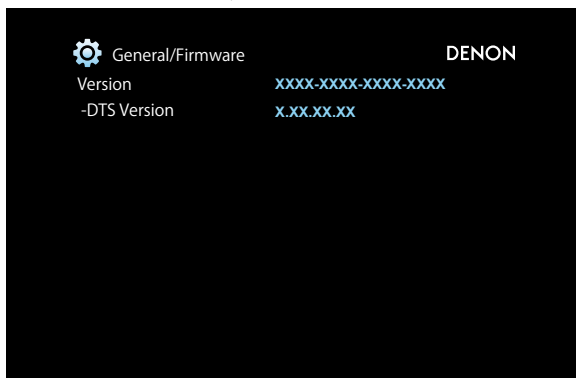 General/Firmware DENON
Version XXXX-XXXX-XXXX-XXXX
-DTS Version X.XX.XX.XX